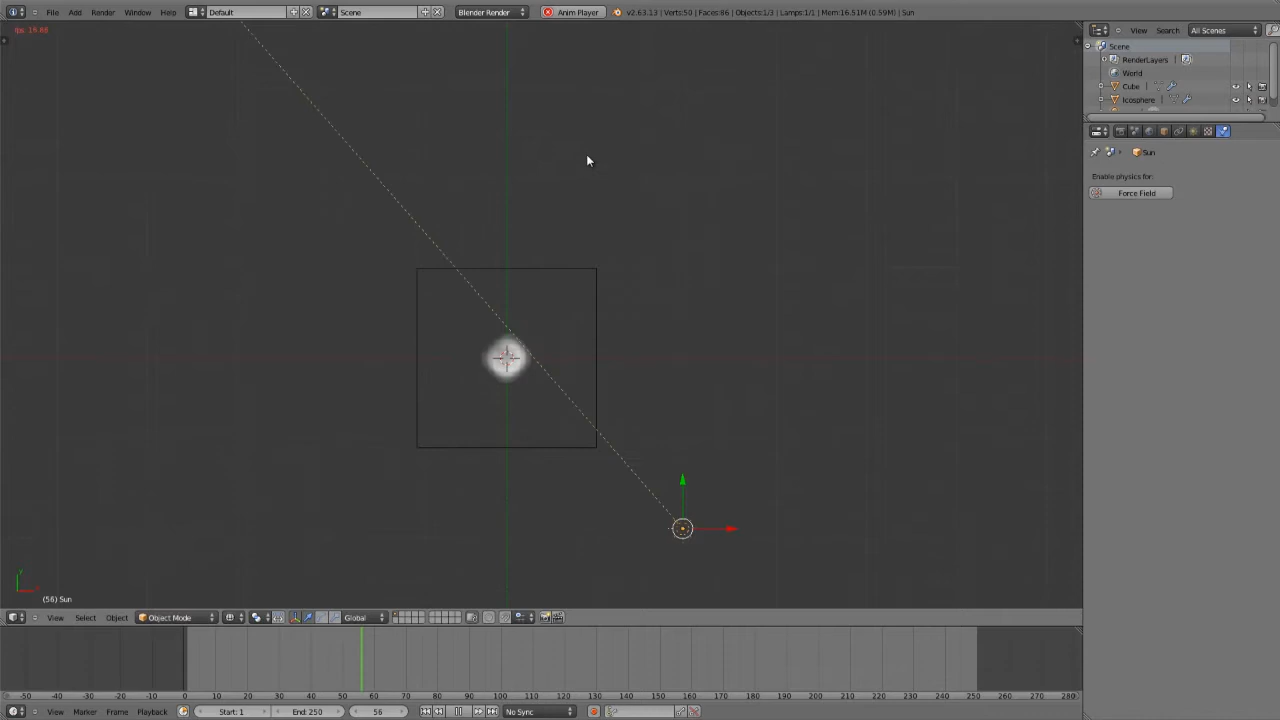 File Add Render Window Help Default Scene Blender Render Anim Player v2.63.13 | Verts:50 | Faces:86 | Objects:1/3 | Lamps:1/1 | Mem:16.51M (0.59M) | Sun
fps: 19.68
View Search All Scenes
Scene
RenderLayers
World
Cube
Icosphere
Sun
Enable physics for:
Force Field
(56) Sun
View Select Object Object Mode Global
-50 -40 -30 -20 -10 0 10 20 30 40 50 60 70 80 90 100 110 120 130 140 150 160 170 180 190 200 210 220 230 240 250 260 270 280
View Marker Frame Playback Start: 1 End: 250 56 No Sync